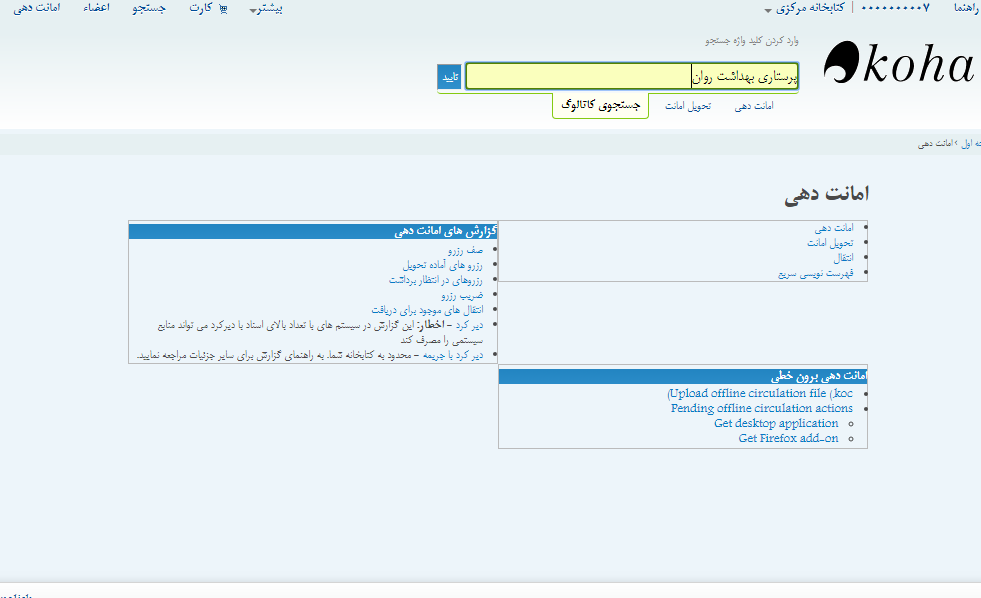 راهنما
۰۰۰۰۰۰۰۰۰۷ | کتابخانه مرکزی
بیشتر
کارت
جستجو
اعضاء
امانت دهی
koha
وارد کردن کلید واژه جستجو
پرستاری بهداشت روان
تایید
امانت دهی
تحویل امانت
جستجوی کاتالوگ
اول › امانت دهی
امانت دهی
امانت دهی
تحویل امانت
انتقال
فهرست نویسی سریع
گزارش های امانت دهی
صف رزرو
رزرو های آماده تحویل
رزروهای در انتظار برداشت
ضریب رزرو
انتقال های موجود برای دریافت
دیر کرد - اخطار: این گزارش در سیستم های با تعداد بالای اسناد با دیرکرد می تواند منابع
سیستمی را مصرف کند
دیر کرد با جریمه - محدود به کتابخانه شما. به راهنمای گزارش برای سایر جزئیات مراجعه نمایید.
امانت دهی برون خطی
(Upload offline circulation file (.koc
Pending offline circulation actions
Get desktop application
Get Firefox add-on